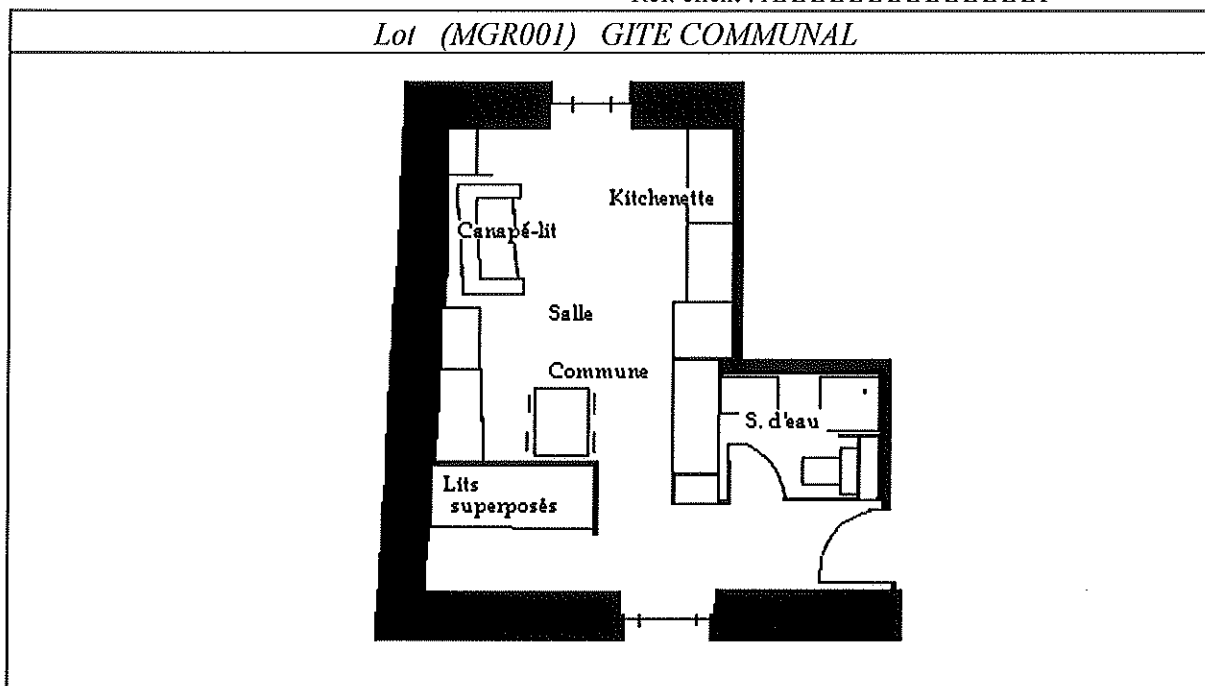 Lot (MGR001) GITE COMMUNAL
Kitchenette
Canapé-lit
Salle
Commune
S. d'eau
Lits
superposés